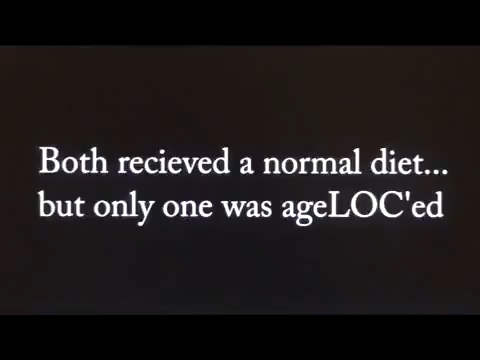 Both recieved a normal diet...
but only one was ageLOC'ed